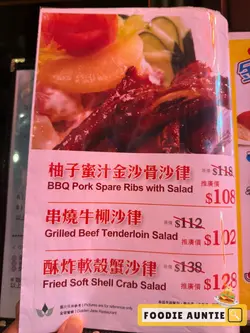 柚子蜜汁金沙骨沙律
$118
BBQ Pork Spare Ribs with Salad
推廣價 $108
串燒牛柳沙律
$112
Grilled Beef Tenderloin Salad
推廣價 $102
酥炸軟殼蟹沙律
$138
Fried Soft Shell Crab Salad
推廣價 $128
FOODIE AUNTIE